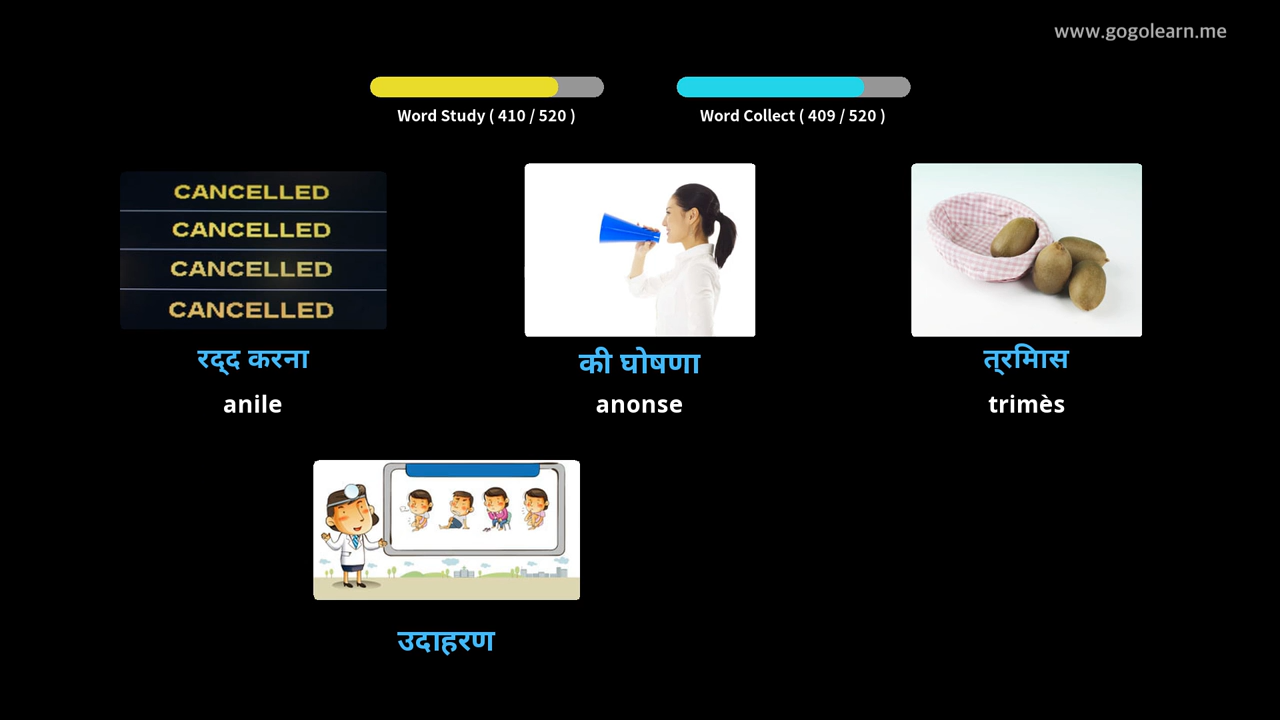 www.gogolearn.me
Word Study ( 410 / 520 )
Word Collect ( 409 / 520 )
CANCELLED
CANCELLED
CANCELLED
CANCELLED
रद्द करना
की घोषणा
त्रिमास
anile
anonse
trimès
उदाहरण